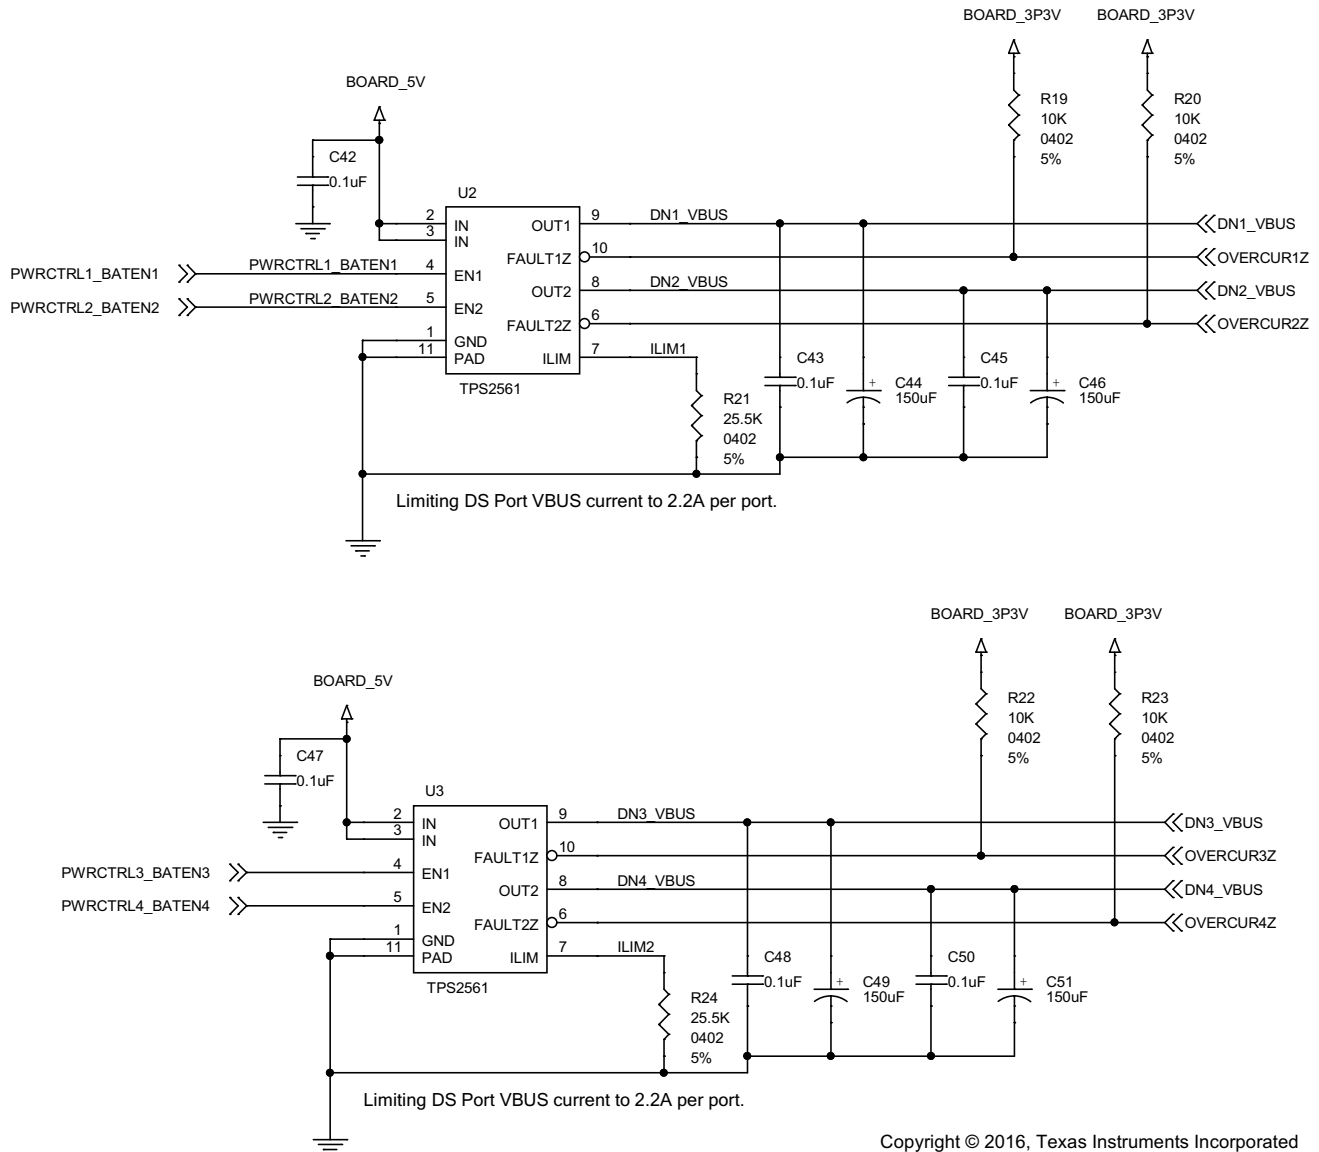 BOARD_3P3V BOARD_3P3V
BOARD_5V
R19
10K
0402
5%
R20
10K
0402
5%
C42
0.1uF
U2
2 IN
3 IN
4 EN1
5 EN2
1 GND
11 PAD
OUT1 9
FAULT1Z 10
OUT2 8
FAULT2Z 6
ILIM 7
TPS2561
PWRCTRL1_BATEN1
PWRCTRL1_BATEN1
PWRCTRL2_BATEN2
PWRCTRL2_BATEN2
DN1_VBUS
DN2_VBUS
ILIM1
DN1_VBUS
OVERCUR1Z
DN2_VBUS
OVERCUR2Z
R21
25.5K
0402
5%
C43
0.1uF
+
C44
150uF
C45
0.1uF
+
C46
150uF
Limiting DS Port VBUS current to 2.2A per port.
BOARD_3P3V BOARD_3P3V
BOARD_5V
R22
10K
0402
5%
R23
10K
0402
5%
C47
0.1uF
U3
2 IN
3 IN
4 EN1
5 EN2
1 GND
11 PAD
OUT1 9
FAULT1Z 10
OUT2 8
FAULT2Z 6
ILIM 7
TPS2561
PWRCTRL3_BATEN3
PWRCTRL4_BATEN4
DN3_VBUS
DN4_VBUS
ILIM2
DN3_VBUS
OVERCUR3Z
DN4_VBUS
OVERCUR4Z
R24
25.5K
0402
5%
C48
0.1uF
+
C49
150uF
C50
0.1uF
+
C51
150uF
Limiting DS Port VBUS current to 2.2A per port.
Copyright © 2016, Texas Instruments Incorporated